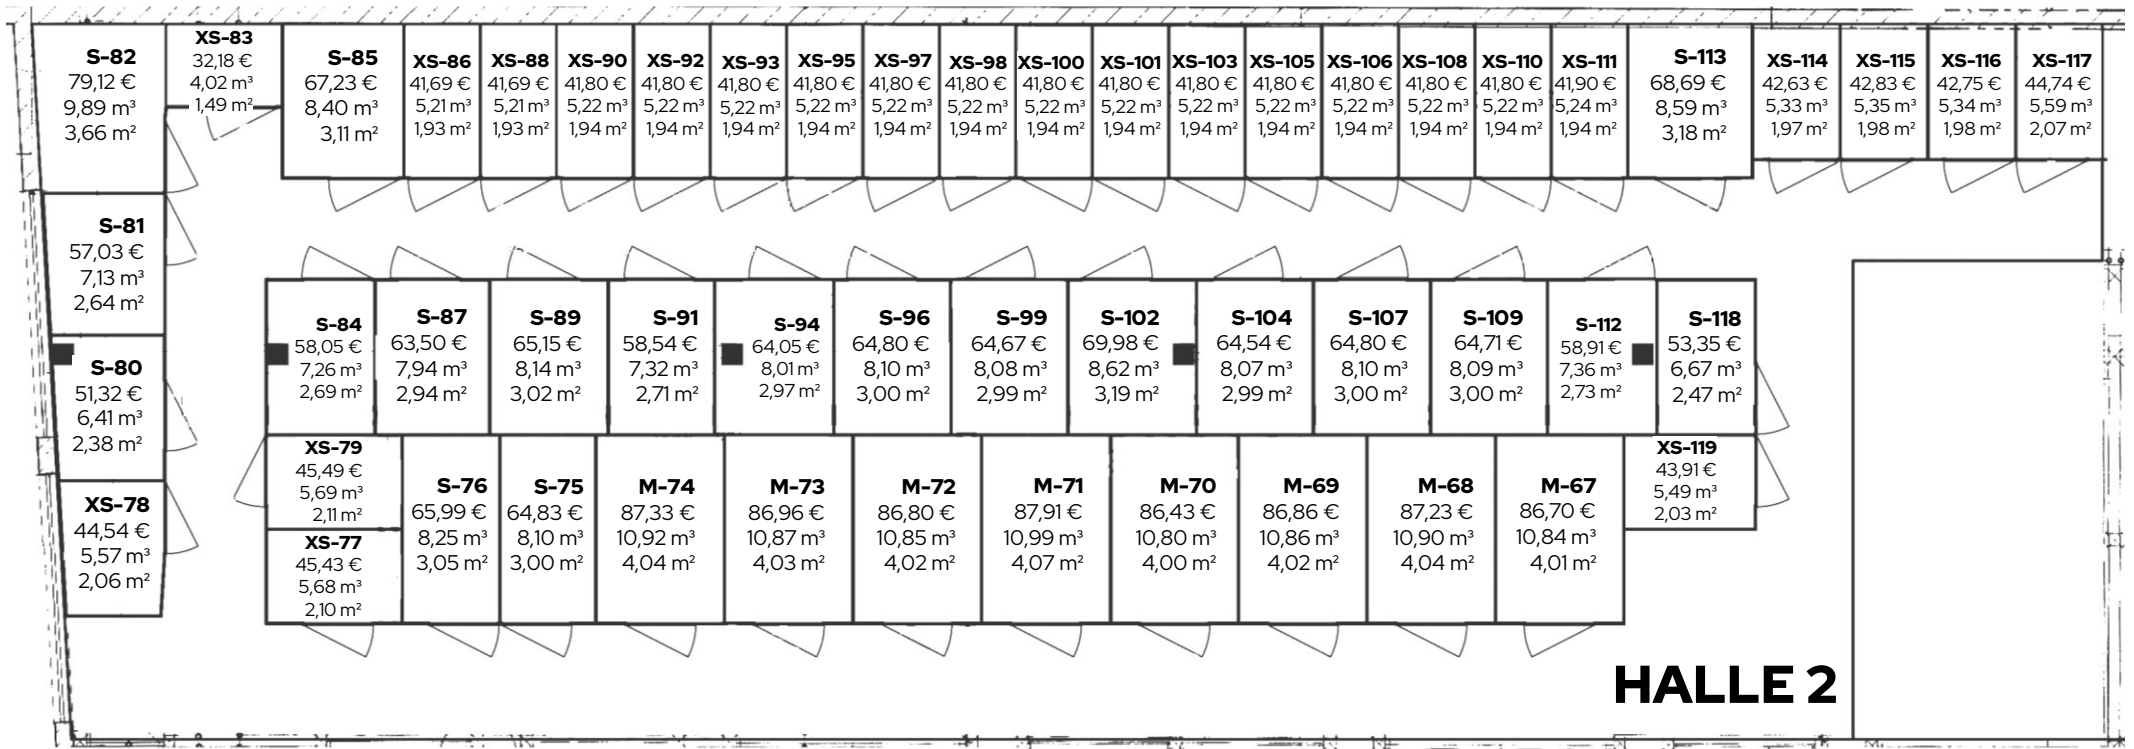 S-82
79,12 €
9,89 m³
3,66 m²
XS-83
32,18 €
4,02 m³
1,49 m²
S-85
67,23 €
8,40 m³
3,11 m²
XS-86
41,69 €
5,21 m³
1,93 m²
XS-88
41,69 €
5,21 m³
1,93 m²
XS-90
41,80 €
5,22 m³
1,94 m²
XS-92
41,80 €
5,22 m³
1,94 m²
XS-93
41,80 €
5,22 m³
1,94 m²
XS-95
41,80 €
5,22 m³
1,94 m²
XS-97
41,80 €
5,22 m³
1,94 m²
XS-98
41,80 €
5,22 m³
1,94 m²
XS-100
41,80 €
5,22 m³
1,94 m²
XS-101
41,80 €
5,22 m³
1,94 m²
XS-103
41,80 €
5,22 m³
1,94 m²
XS-105
41,80 €
5,22 m³
1,94 m²
XS-106
41,80 €
5,22 m³
1,94 m²
XS-108
41,80 €
5,22 m³
1,94 m²
XS-110
41,80 €
5,22 m³
1,94 m²
XS-111
41,90 €
5,24 m³
1,94 m²
S-113
68,69 €
8,59 m³
3,18 m²
XS-114
42,63 €
5,33 m³
1,97 m²
XS-115
42,83 €
5,35 m³
1,98 m²
XS-116
42,75 €
5,34 m³
1,98 m²
XS-117
44,74 €
5,59 m³
2,07 m²
S-81
57,03 €
7,13 m³
2,64 m²
S-80
51,32 €
6,41 m³
2,38 m²
XS-78
44,54 €
5,57 m³
2,06 m²
S-84
58,05 €
7,26 m³
2,69 m²
S-87
63,50 €
7,94 m³
2,94 m²
S-89
65,15 €
8,14 m³
3,02 m²
S-91
58,54 €
7,32 m³
2,71 m²
S-94
64,05 €
8,01 m³
2,97 m²
S-96
64,80 €
8,10 m³
3,00 m²
S-99
64,67 €
8,08 m³
2,99 m²
S-102
69,98 €
8,62 m³
3,19 m²
S-104
64,54 €
8,07 m³
2,99 m²
S-107
64,80 €
8,10 m³
3,00 m²
S-109
64,71 €
8,09 m³
3,00 m²
S-112
58,91 €
7,36 m³
2,73 m²
S-118
53,35 €
6,67 m³
2,47 m²
XS-79
45,49 €
5,69 m³
2,11 m²
XS-77
45,43 €
5,68 m³
2,10 m²
S-76
65,99 €
8,25 m³
3,05 m²
S-75
64,83 €
8,10 m³
3,00 m²
M-74
87,33 €
10,92 m³
4,04 m²
M-73
86,96 €
10,87 m³
4,03 m²
M-72
86,80 €
10,85 m³
4,02 m²
M-71
87,91 €
10,99 m³
4,07 m²
M-70
86,43 €
10,80 m³
4,00 m²
M-69
86,86 €
10,86 m³
4,02 m²
M-68
87,23 €
10,90 m³
4,04 m²
M-67
86,70 €
10,84 m³
4,01 m²
XS-119
43,91 €
5,49 m³
2,03 m²
HALLE 2